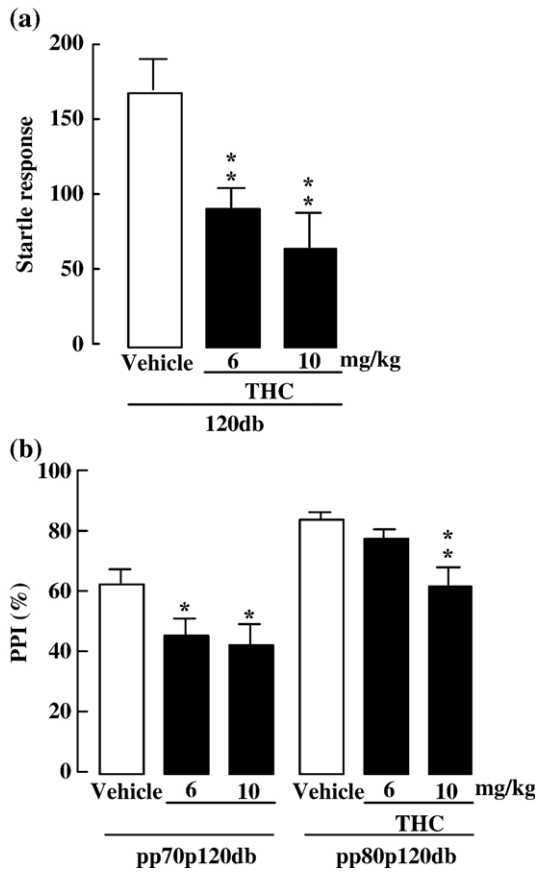 (a)
200
150
100
50
0
Startle response
* *
* *
Vehicle 6 10 mg/kg
THC
120db
(b)
100
80
60
40
20
0
PPI (%)
*
*
* *
Vehicle 6 10 Vehicle 6 10 mg/kg
THC
pp70p120db pp80p120db